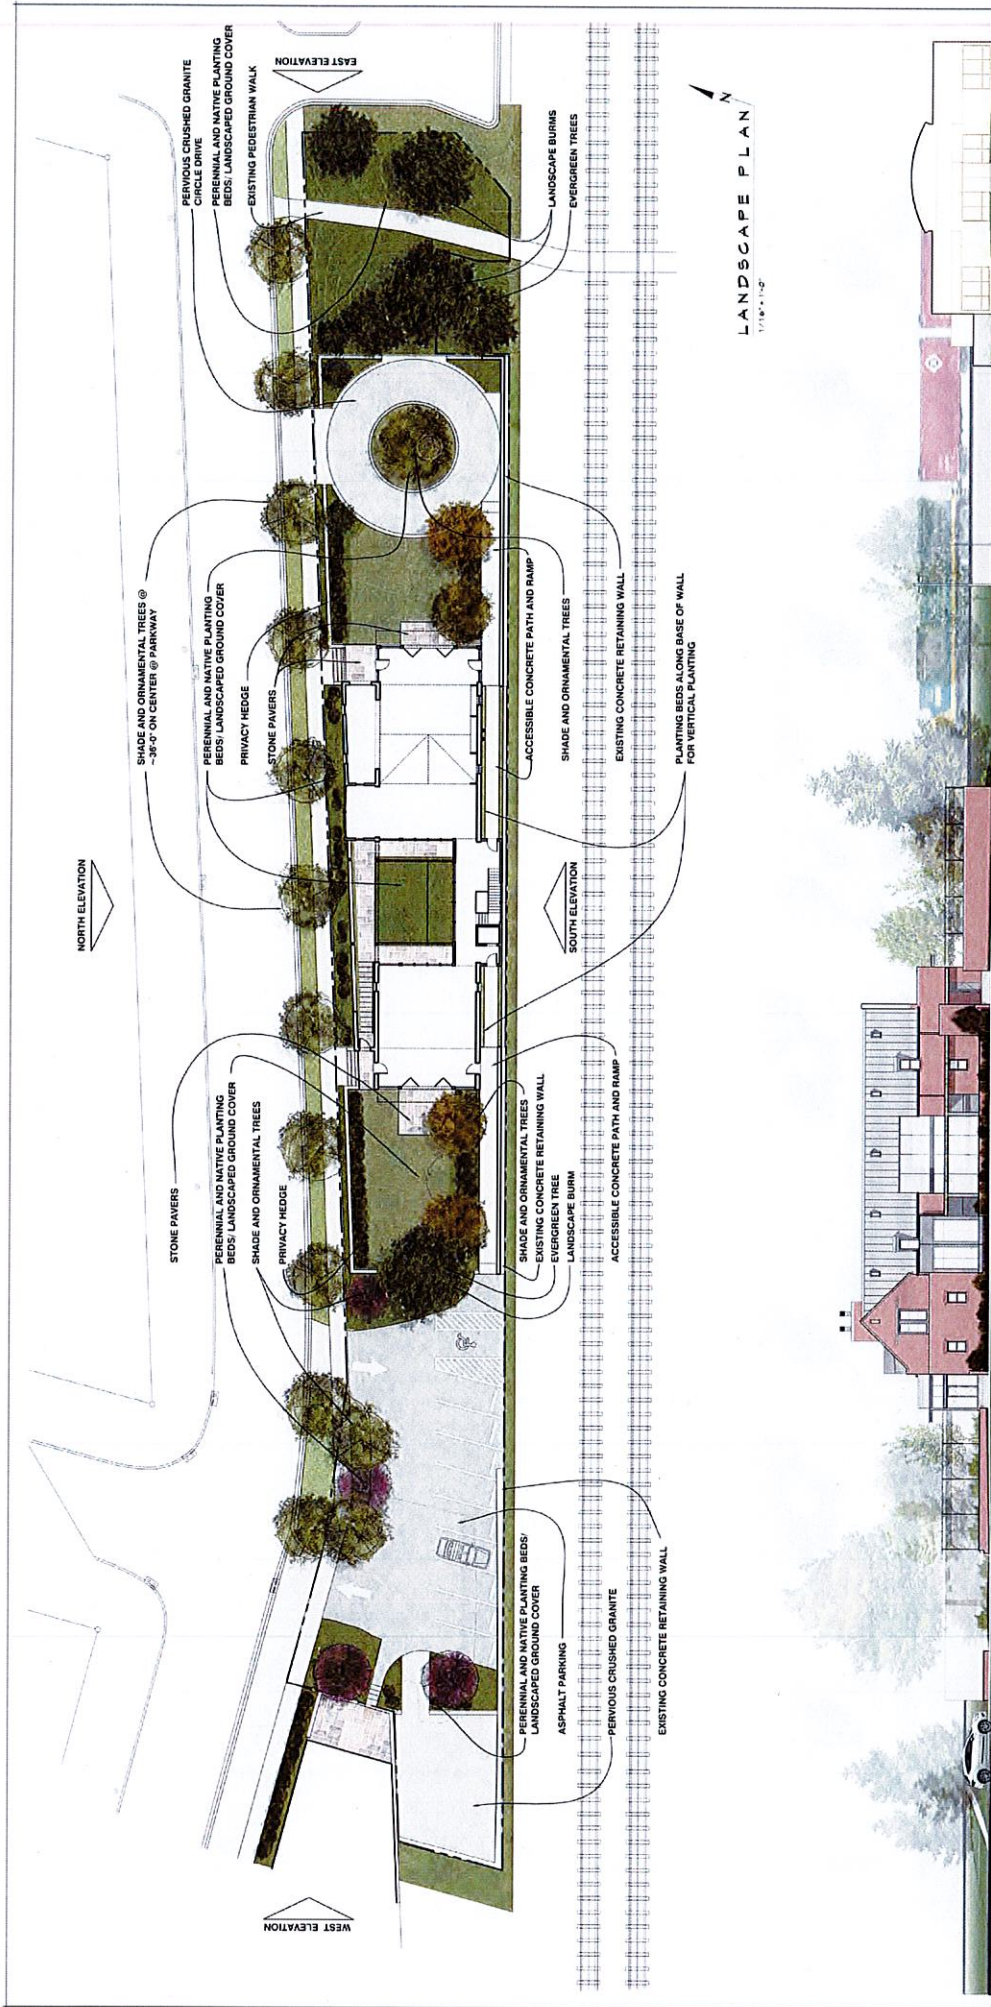 NORTH ELEVATION
SHADE AND ORNAMENTAL TREES @
~36'-0" ON CENTER @ PARKWAY
PERVIOUS CRUSHED GRANITE
CIRCLE DRIVE
PERENNIAL AND NATIVE PLANTING
BEDS/ LANDSCAPED GROUND COVER
EXISTING PEDESTRIAN WALK
EAST ELEVATION
STONE PAVERS
PERENNIAL AND NATIVE PLANTING
BEDS/ LANDSCAPED GROUND COVER
SHADE AND ORNAMENTAL TREES
PRIVACY HEDGE
PERENNIAL AND NATIVE PLANTING
BEDS/ LANDSCAPED GROUND COVER
PRIVACY HEDGE
STONE PAVERS
WEST ELEVATION
PERENNIAL AND NATIVE PLANTING BEDS/
LANDSCAPED GROUND COVER
ASPHALT PARKING
PERVIOUS CRUSHED GRANITE
EXISTING CONCRETE RETAINING WALL
SHADE AND ORNAMENTAL TREES
EXISTING CONCRETE RETAINING WALL
EVERGREEN TREE
LANDSCAPE BURM
ACCESSIBLE CONCRETE PATH AND RAMP
SOUTH ELEVATION
ACCESSIBLE CONCRETE PATH AND RAMP
SHADE AND ORNAMENTAL TREES
EXISTING CONCRETE RETAINING WALL
PLANTING BEDS ALONG BASE OF WALL
FOR VERTICAL PLANTING
LANDSCAPE BURMS
EVERGREEN TREES
N
LANDSCAPE PLAN
1/16" = 1'-0"